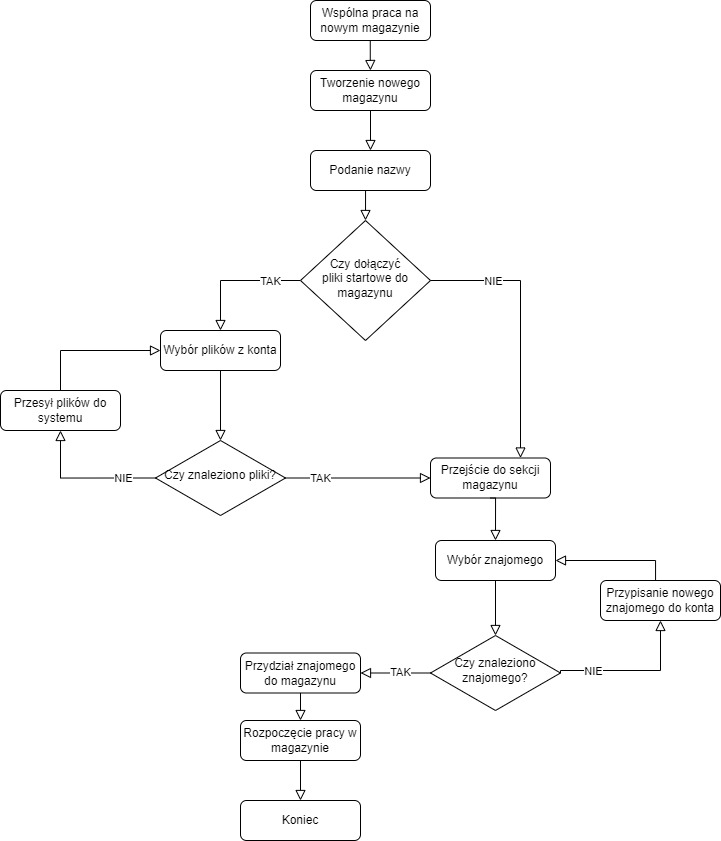 Wspólna praca na
nowym magazynie
Tworzenie nowego
magazynu
Podanie nazwy
Czy dołączyć
pliki startowe do
magazynu
TAK
NIE
Wybór plików z konta
Przesył plików do
systemu
Czy znaleziono pliki?
NIE
TAK
Przejście do sekcji
magazynu
Wybór znajomego
Przypisanie nowego
znajomego do konta
Czy znaleziono
znajomego?
TAK
NIE
Przydział znajomego
do magazynu
Rozpoczęcie pracy w
magazynie
Koniec